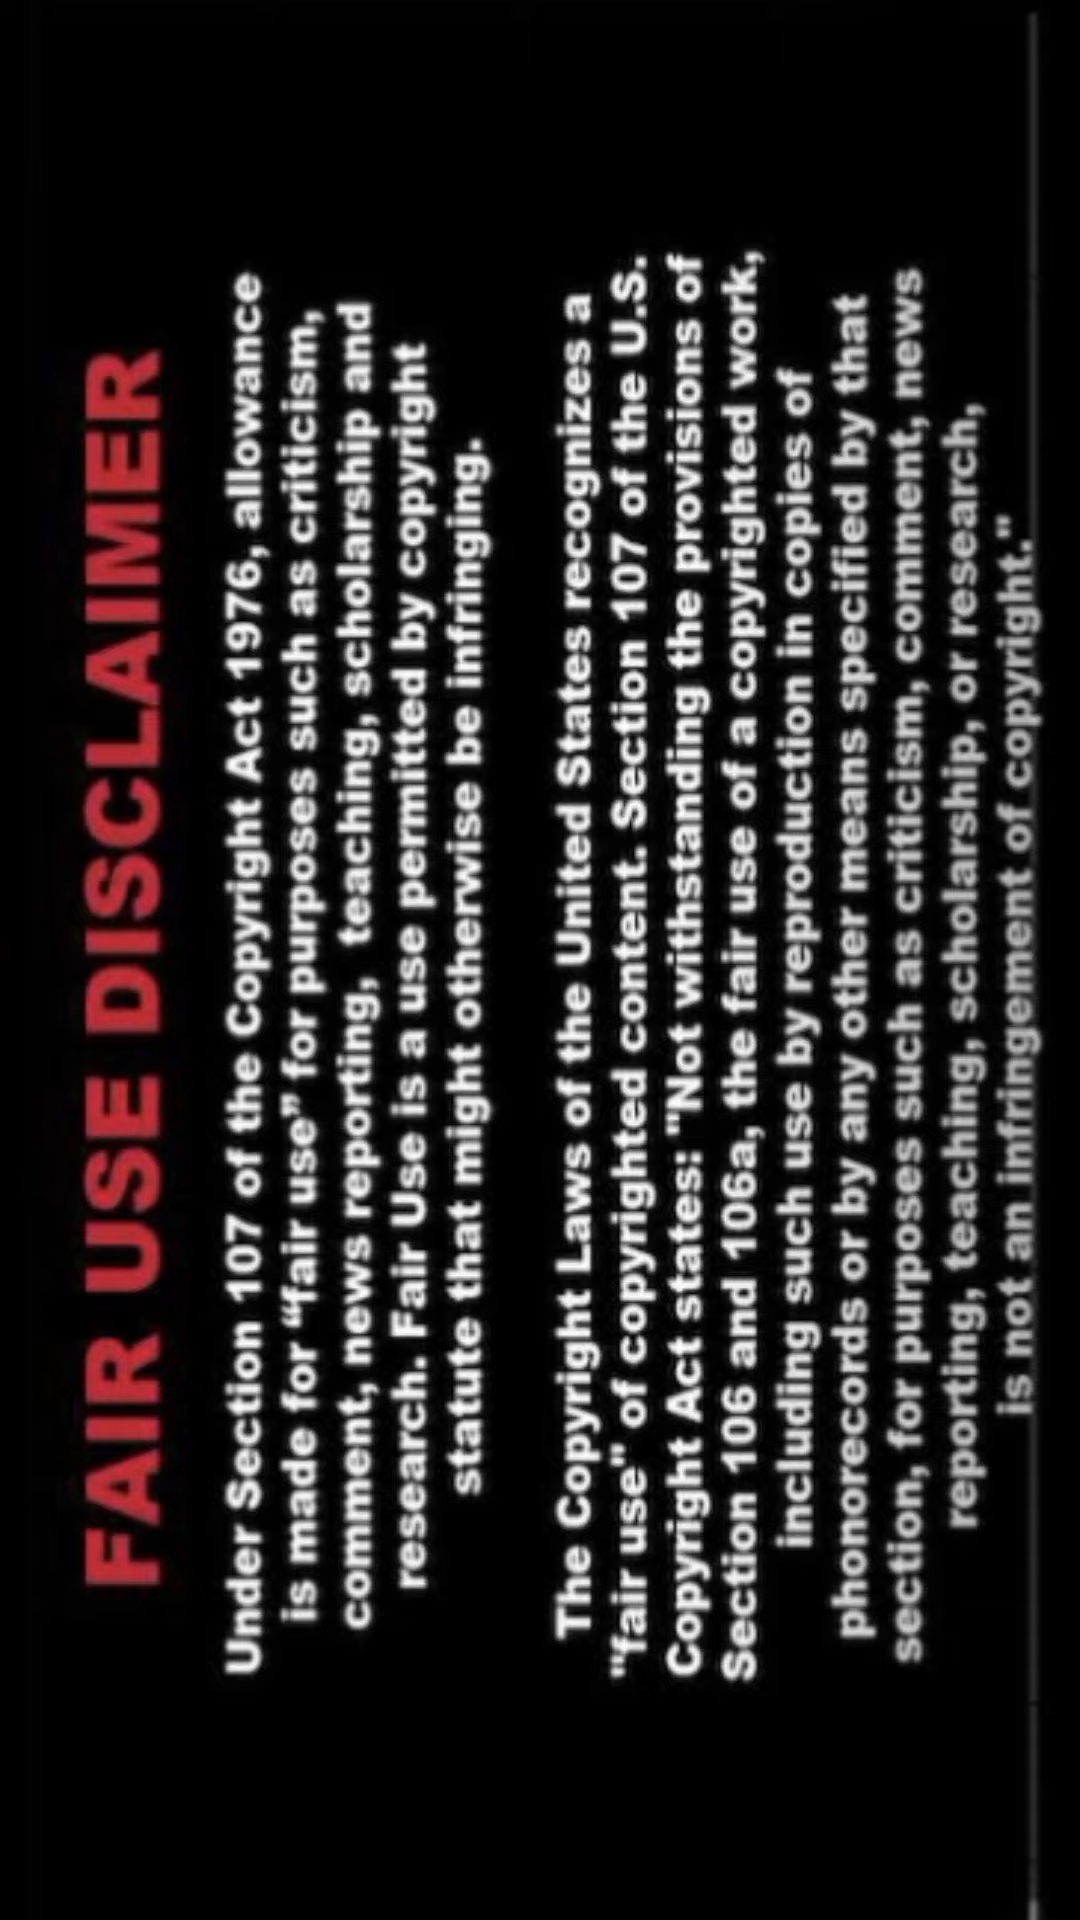 FAIR USE DISCLAIMER
Under Section 107 of the Copyright Act 1976, allowance
is made for “fair use” for purposes such as criticism,
comment, news reporting, teaching, scholarship and
research. Fair Use is a use permitted by copyright
statute that might otherwise be infringing.
The Copyright Laws of the United States recognizes a
"fair use" of copyrighted content. Section 107 of the U.S.
Copyright Act states: "Not withstanding the provisions of
Section 106 and 106a, the fair use of a copyrighted work,
including such use by reproduction in copies of
phonorecords or by any other means specified by that
section, for purposes such as criticism, comment, news
reporting, teaching, scholarship, or research,
is not an infringement of copyright."